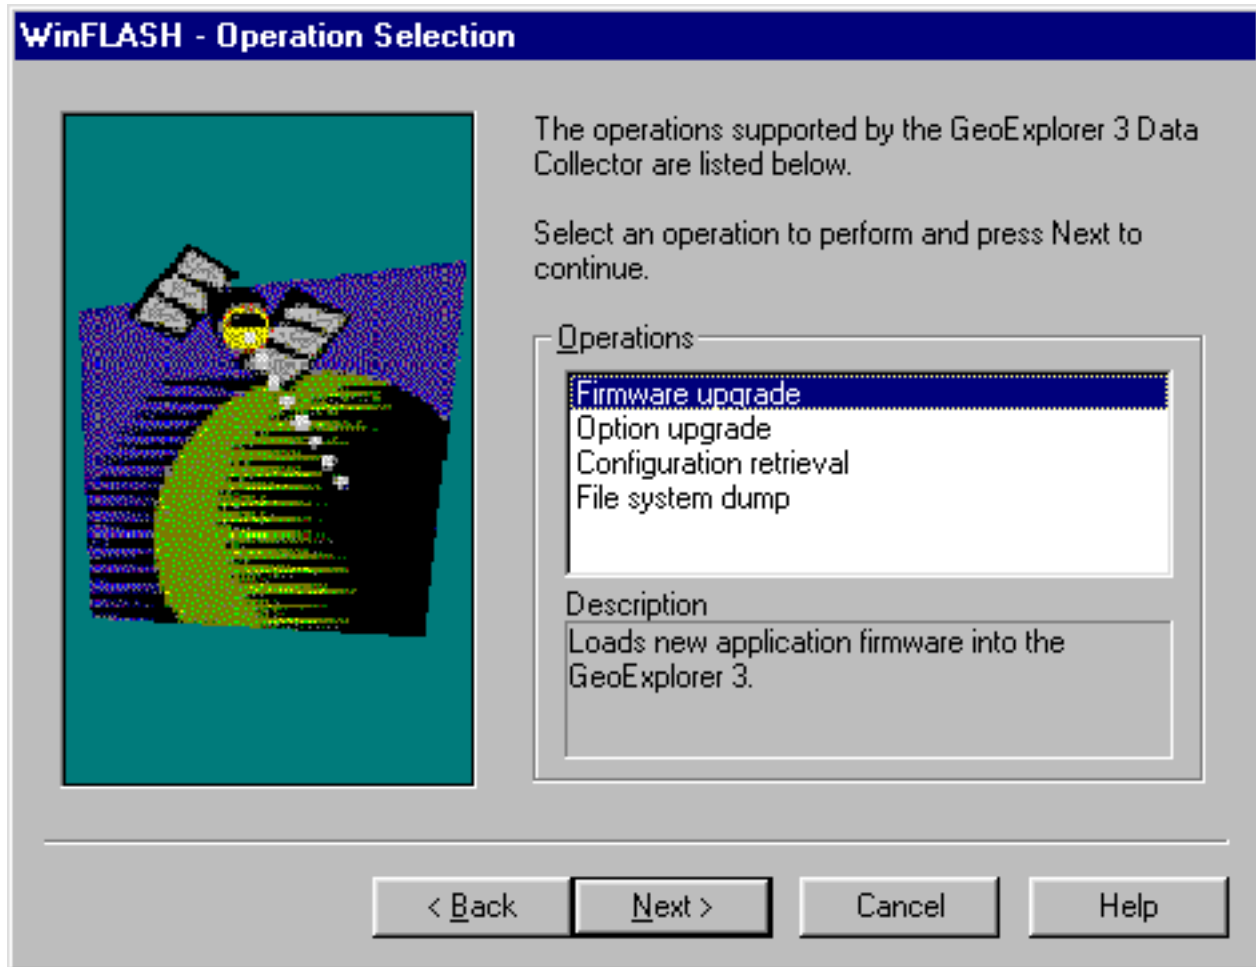 WinFLASH - Operation Selection
The operations supported by the GeoExplorer 3 Data
Collector are listed below.
Select an operation to perform and press Next to
continue.
Operations
Firmware upgrade
Option upgrade
Configuration retrieval
File system dump
Description
Loads new application firmware into the
GeoExplorer 3.
< Back
Next >
Cancel
Help